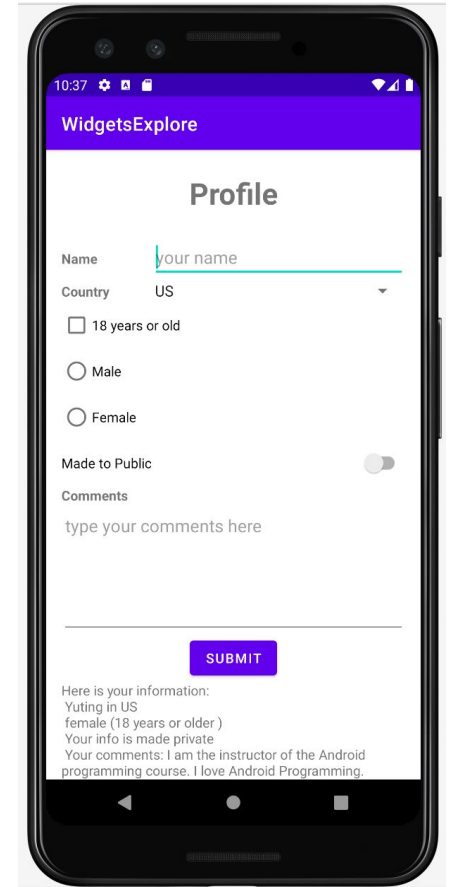 10:37
WidgetsExplore
Profile
Name your name
Country US
18 years or old
Male
Female
Made to Public
Comments
type your comments here
SUBMIT
Here is your information:
Yuting in US
female (18 years or older )
Your info is made private
Your comments: I am the instructor of the Android
programming course. I love Android Programming.